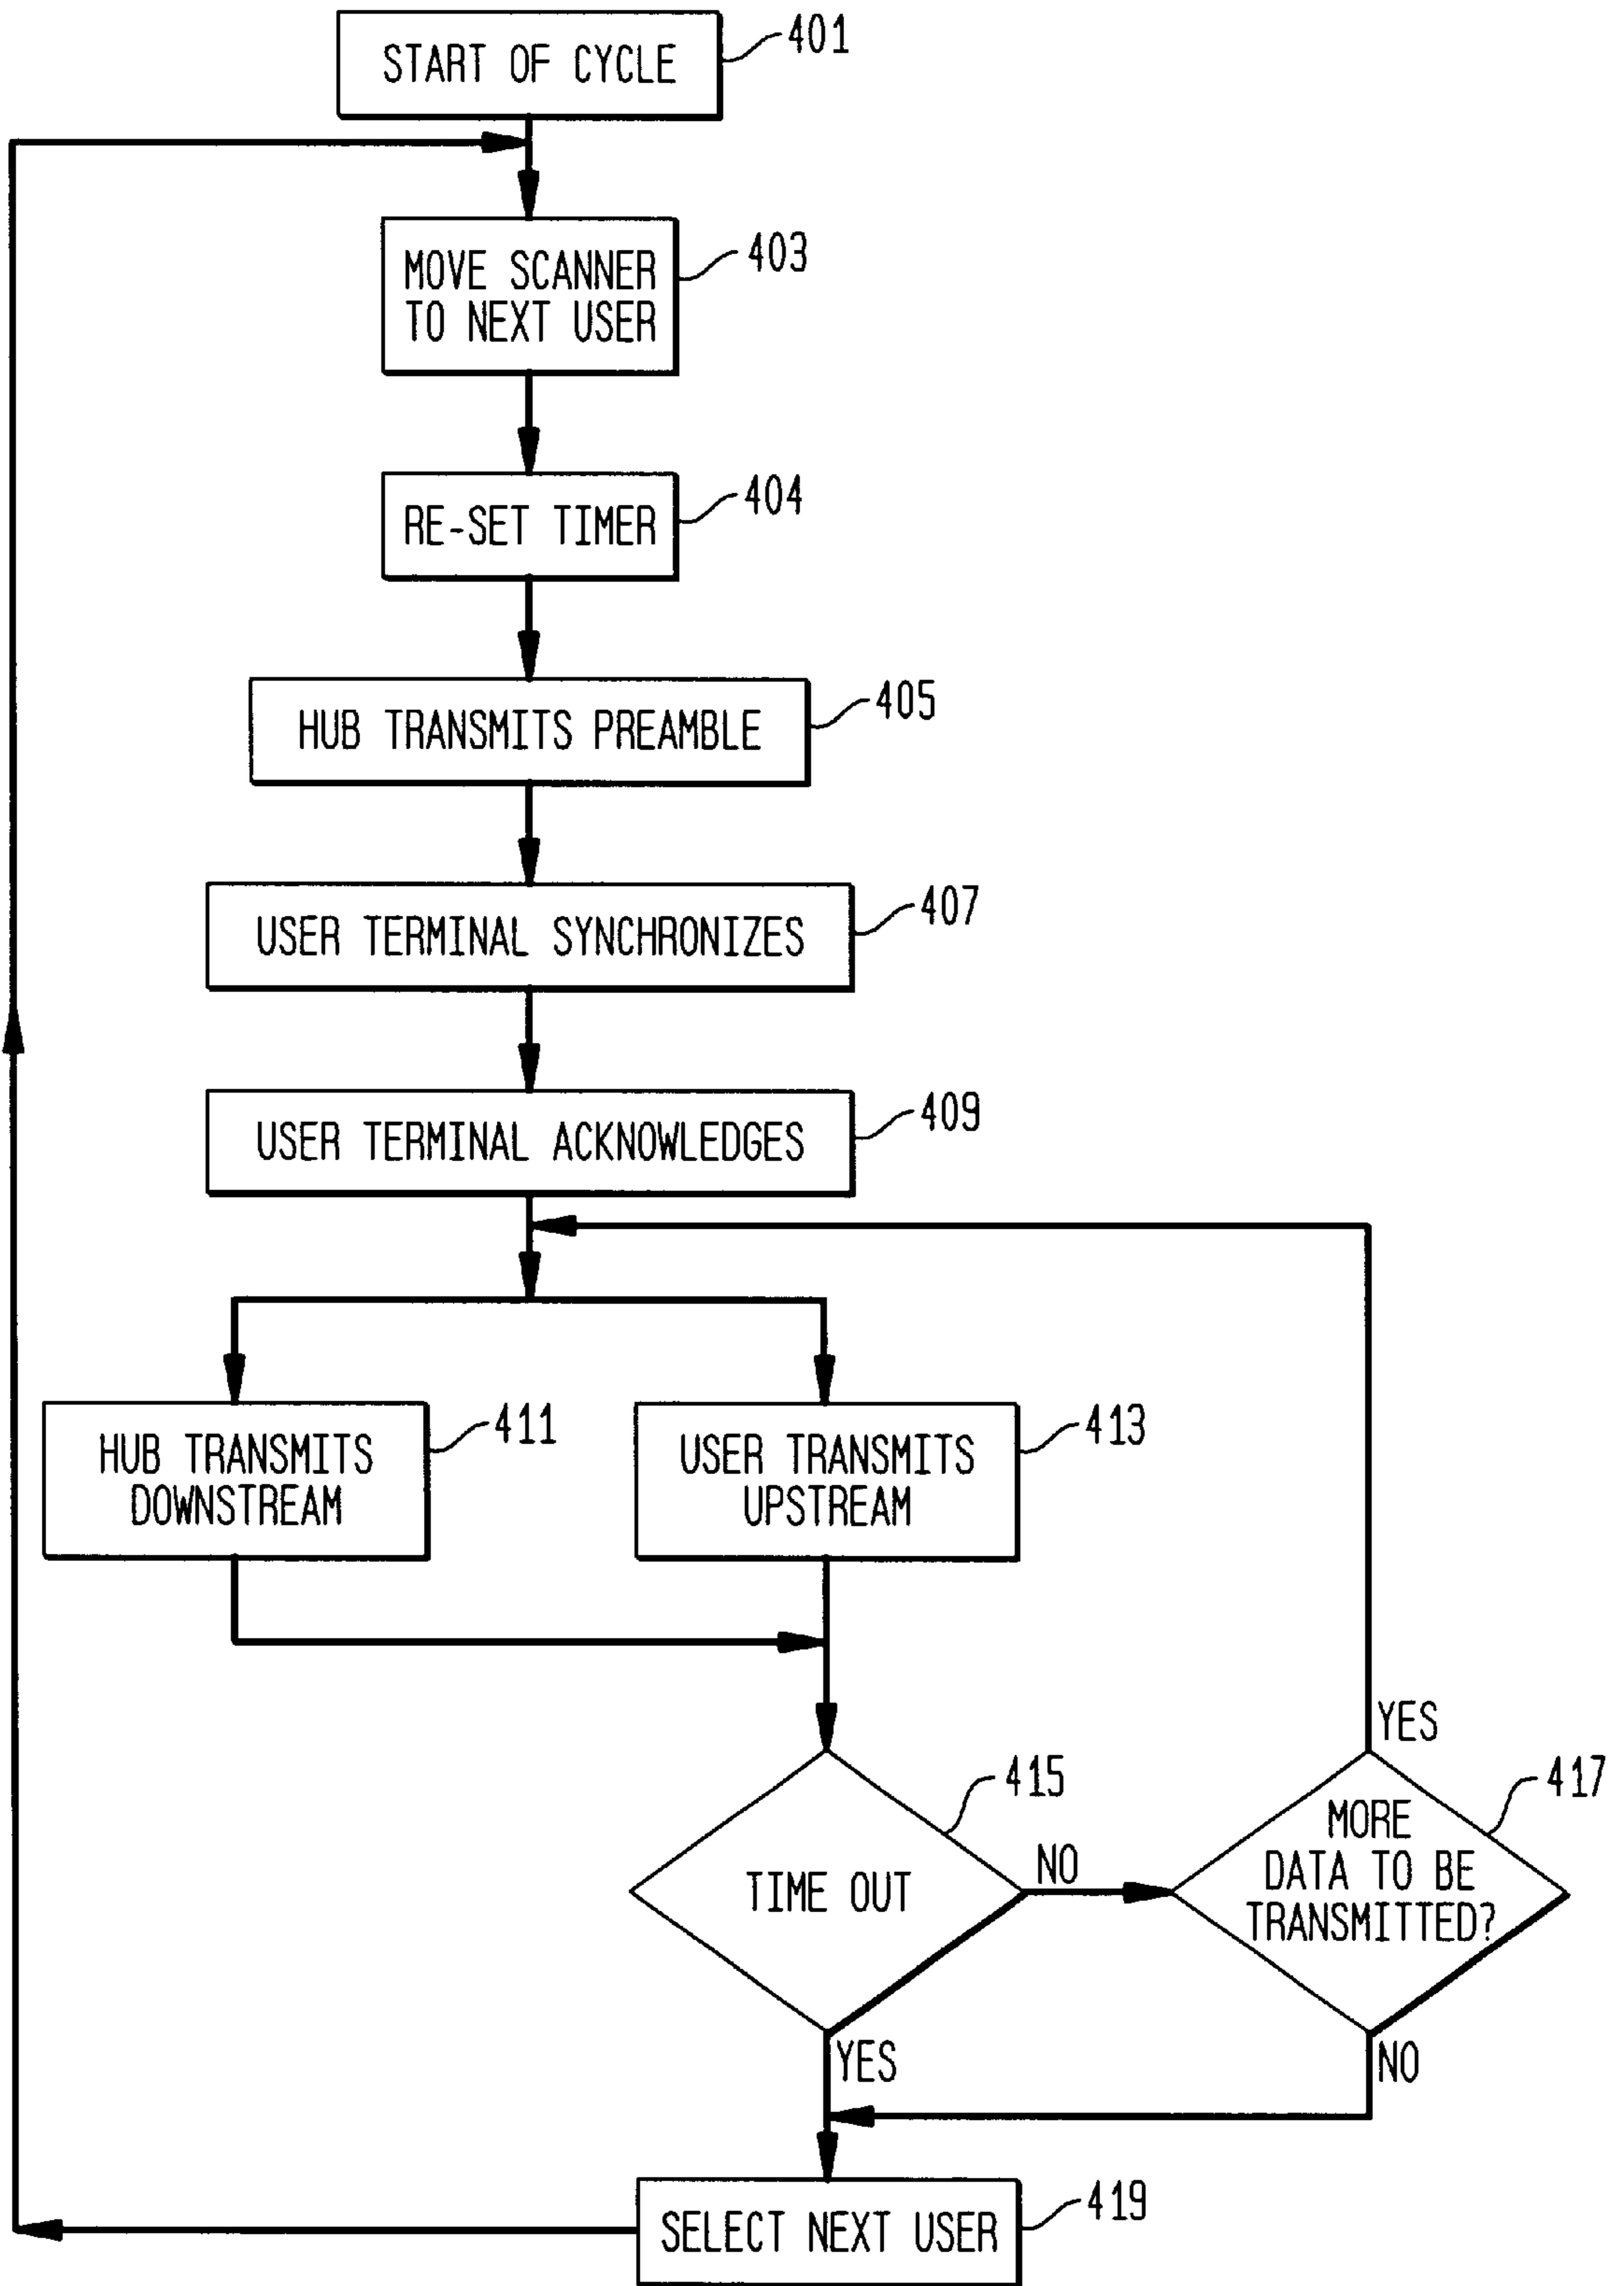 START OF CYCLE
401
MOVE SCANNER
TO NEXT USER
403
RE-SET TIMER
404
HUB TRANSMITS PREAMBLE
405
USER TERMINAL SYNCHRONIZES
407
USER TERMINAL ACKNOWLEDGES
409
HUB TRANSMITS
DOWNSTREAM
411
USER TRANSMITS
UPSTREAM
413
TIME OUT
415
NO
YES
MORE
DATA TO BE
TRANSMITTED?
417
YES
NO
SELECT NEXT USER
419